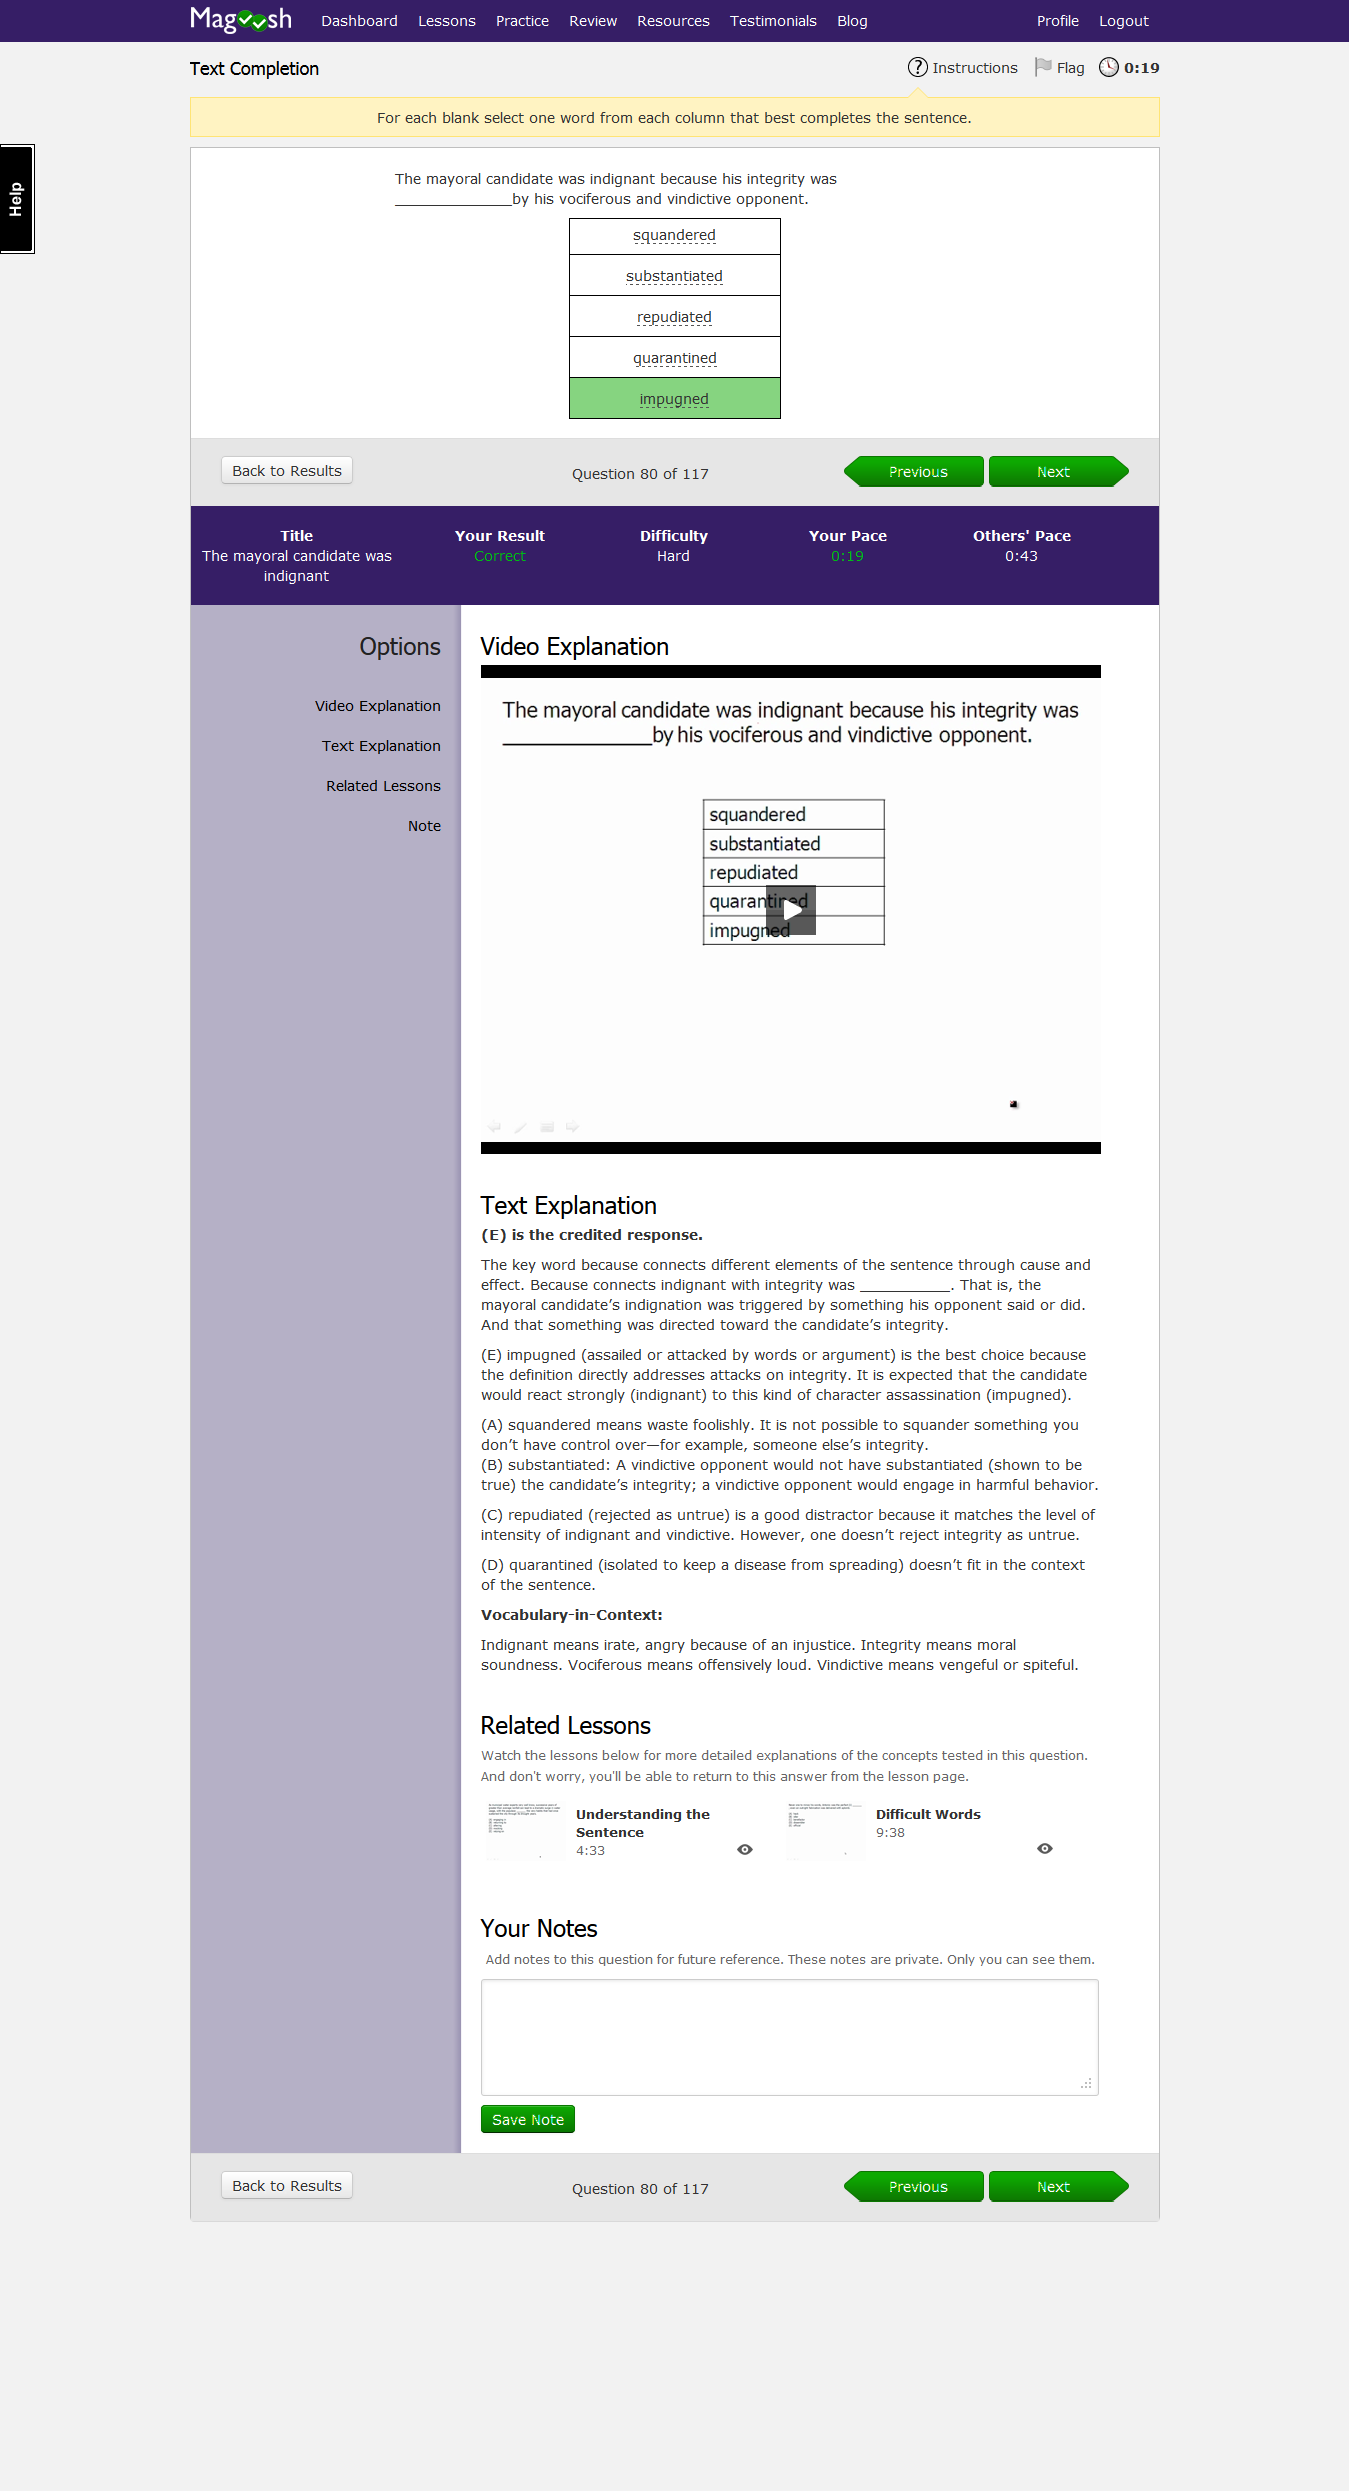 Magoosh Dashboard Lessons Practice Review Resources Testimonials Blog Profile Logout
Text Completion Instructions Flag 0:19
For each blank select one word from each column that best completes the sentence.
Help
The mayoral candidate was indignant because his integrity was
_____________by his vociferous and vindictive opponent.
squandered
substantiated
repudiated
quarantined
impugned
Back to Results Question 80 of 117 Previous Next
Title Your Result Difficulty Your Pace Others' Pace
The mayoral candidate was Correct Hard 0:19 0:43
indignant
Options
Video Explanation
Text Explanation
Related Lessons
Note
Video Explanation
The mayoral candidate was indignant because his integrity was
_____________by his vociferous and vindictive opponent.
squandered
substantiated
repudiated
quarantined
impugned
Text Explanation
(E) is the credited response.
The key word because connects different elements of the sentence through cause and
effect. Because connects indignant with integrity was __________. That is, the
mayoral candidate’s indignation was triggered by something his opponent said or did.
And that something was directed toward the candidate’s integrity.
(E) impugned (assailed or attacked by words or argument) is the best choice because
the definition directly addresses attacks on integrity. It is expected that the candidate
would react strongly (indignant) to this kind of character assassination (impugned).
(A) squandered means waste foolishly. It is not possible to squander something you
don’t have control over—for example, someone else’s integrity.
(B) substantiated: A vindictive opponent would not have substantiated (shown to be
true) the candidate’s integrity; a vindictive opponent would engage in harmful behavior.
(C) repudiated (rejected as untrue) is a good distractor because it matches the level of
intensity of indignant and vindictive. However, one doesn’t reject integrity as untrue.
(D) quarantined (isolated to keep a disease from spreading) doesn’t fit in the context
of the sentence.
Vocabulary-in-Context:
Indignant means irate, angry because of an injustice. Integrity means moral
soundness. Vociferous means offensively loud. Vindictive means vengeful or spiteful.
Related Lessons
Watch the lessons below for more detailed explanations of the concepts tested in this question.
And don't worry, you'll be able to return to this answer from the lesson page.
Understanding the
Sentence
4:33
Difficult Words
9:38
Your Notes
Add notes to this question for future reference. These notes are private. Only you can see them.
Save Note
Back to Results Question 80 of 117 Previous Next